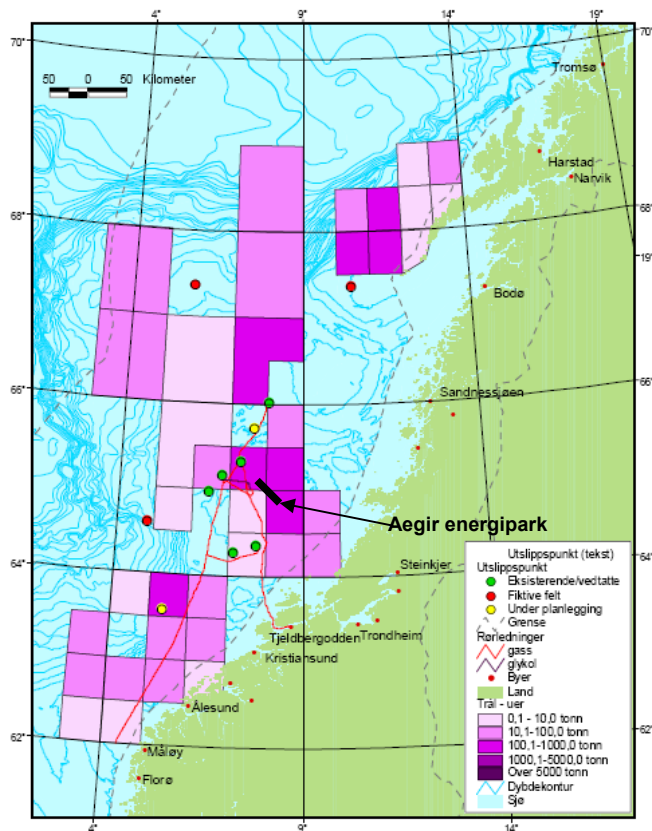 4° 9° 14° 19°
70° 70°
50 0 50 Kilometer
Tromsø
Harstad
Narvik
68° 68°
19°
Bodø
66° 66°
Sandnessjøen
Aegir energipark
64° 64°
Steinkjer
Tjeldbergodden
Trondheim
Kristiansund
Ålesund
62° 62°
Måløy
Florø
4° 9° 14°
Utslippspunkt (tekst)
Utslippspunkt
Eksisterende/vedtatte
Fiktive felt
Under planlegging
Grense
Rørledninger
gass
glykol
Byer
Land
Trål - uer
0,1 - 10,0 tonn
10,1-100,0 tonn
100,1-1000,0 tonn
1000,1-5000,0 tonn
Over 5000 tonn
Dybdekontur
Sjø